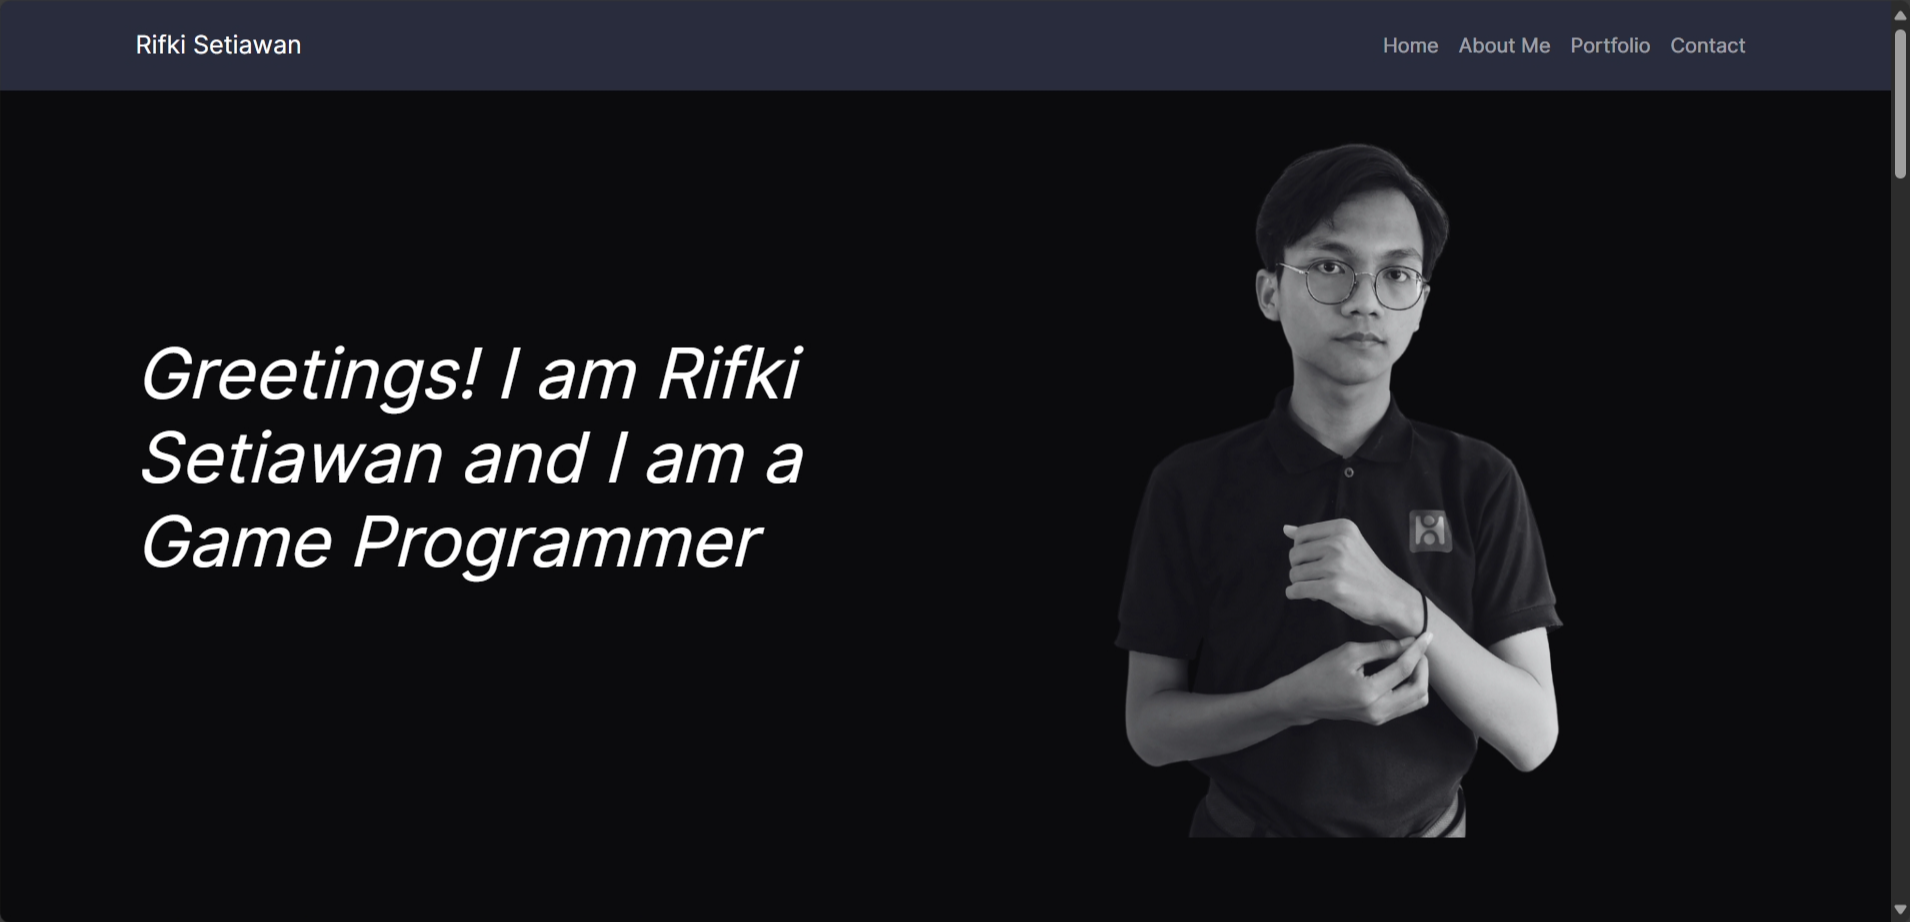 Rifki Setiawan
Home About Me Portfolio Contact
Greetings! I am Rifki
Setiawan and I am a
Game Programmer